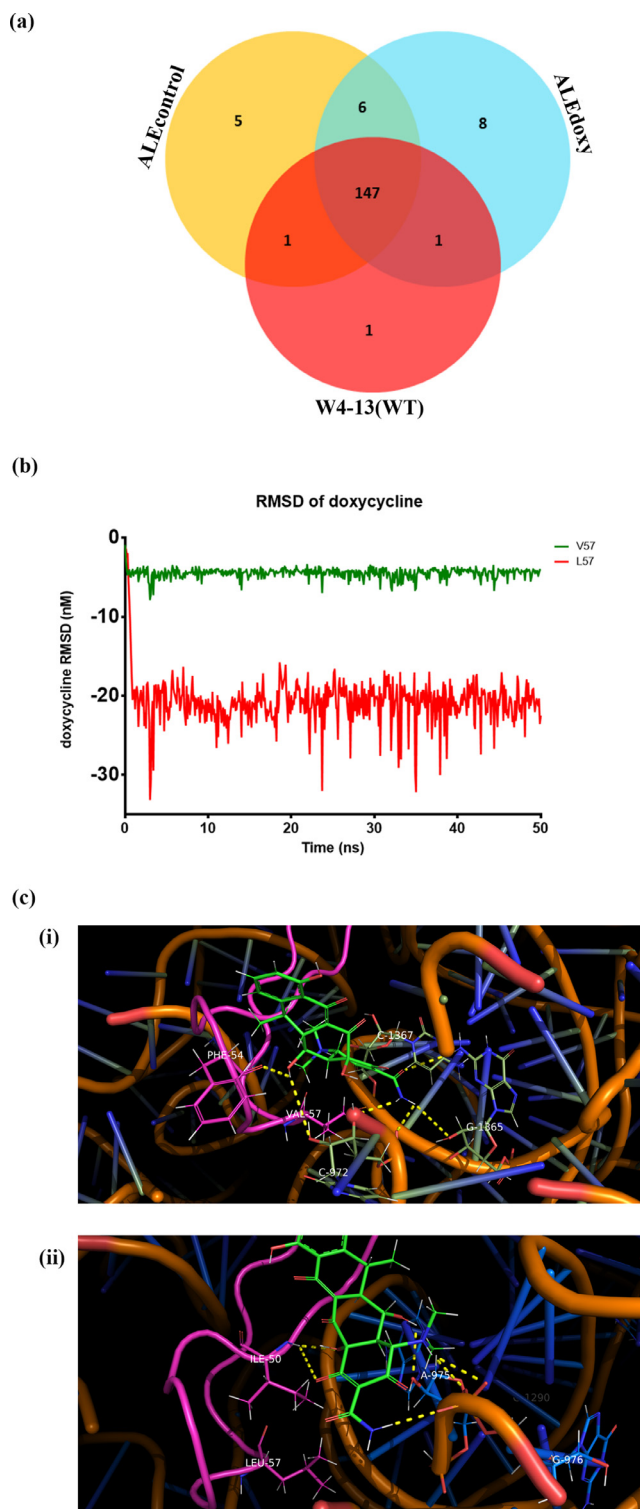 (a)
ALEcontrol
ALEdoxy
5
6
8
147
1
1
1
W4-13(WT)
(b)
RMSD of doxycycline
V57
L57
doxycycline RMSD (nM)
0
-10
-20
-30
0 10 20 30 40 50
Time (ns)
(c)
(i)
C-1367
PHE-54
VAL-57
G-1365
C-972
(ii)
ILE-50
A-975
-1290
LEU-57
G-976